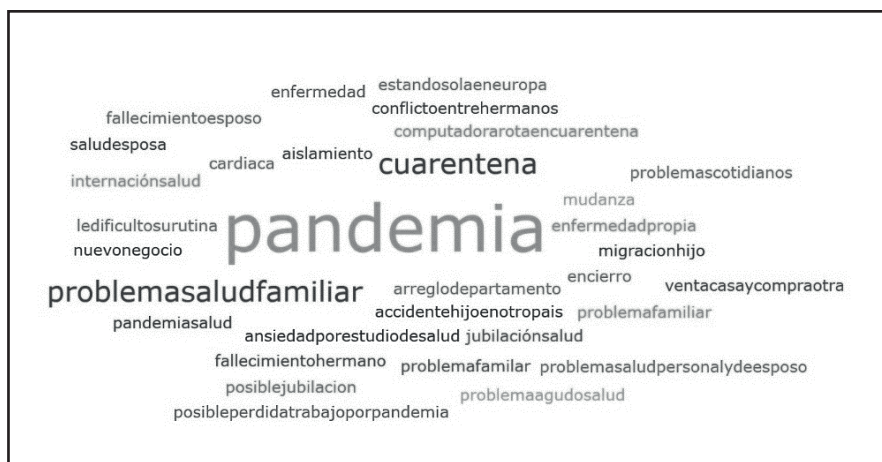 estandosolaeneuropa
enfermedad
conflictoentrehermanos
fallecimientoesposo
computadorarotaencuarentena
saludesposa
aislamiento
cardiaca
cuarentena
problemascotidianos
internaciónsalud
mudanza
ledificultosurutina
pandemia
enfermedadpropia
nuevonegocio
migracionhijo
encierro
problemasaludfamiliar
arreglodepartamento
ventacasaycompraotra
accidentehijoenotropais
problemafamiliar
pandemiasalud
ansiedadporestudiodesalud
jubilaciónsalud
fallecimientohermano
problemafamilar
problemasaludpersonalydeesposo
posiblejubilacion
problemaagudosalud
posibleperdidatrabajoporpandemia